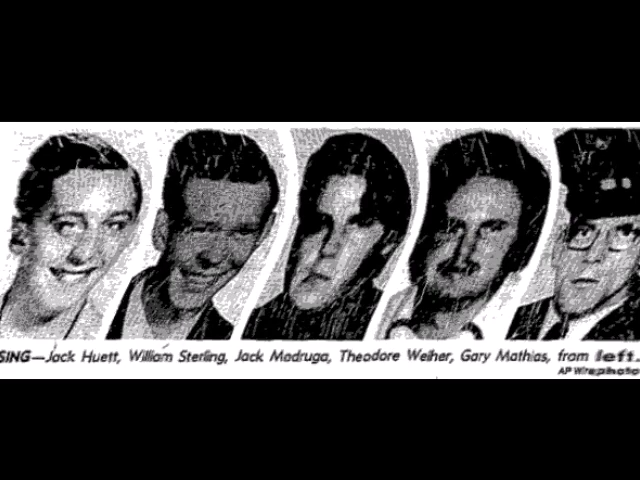 SING—Jack Huett, William Sterling, Jack Madruga, Theodore Weiher, Gary Mathias, from left.
AP Wirephoto